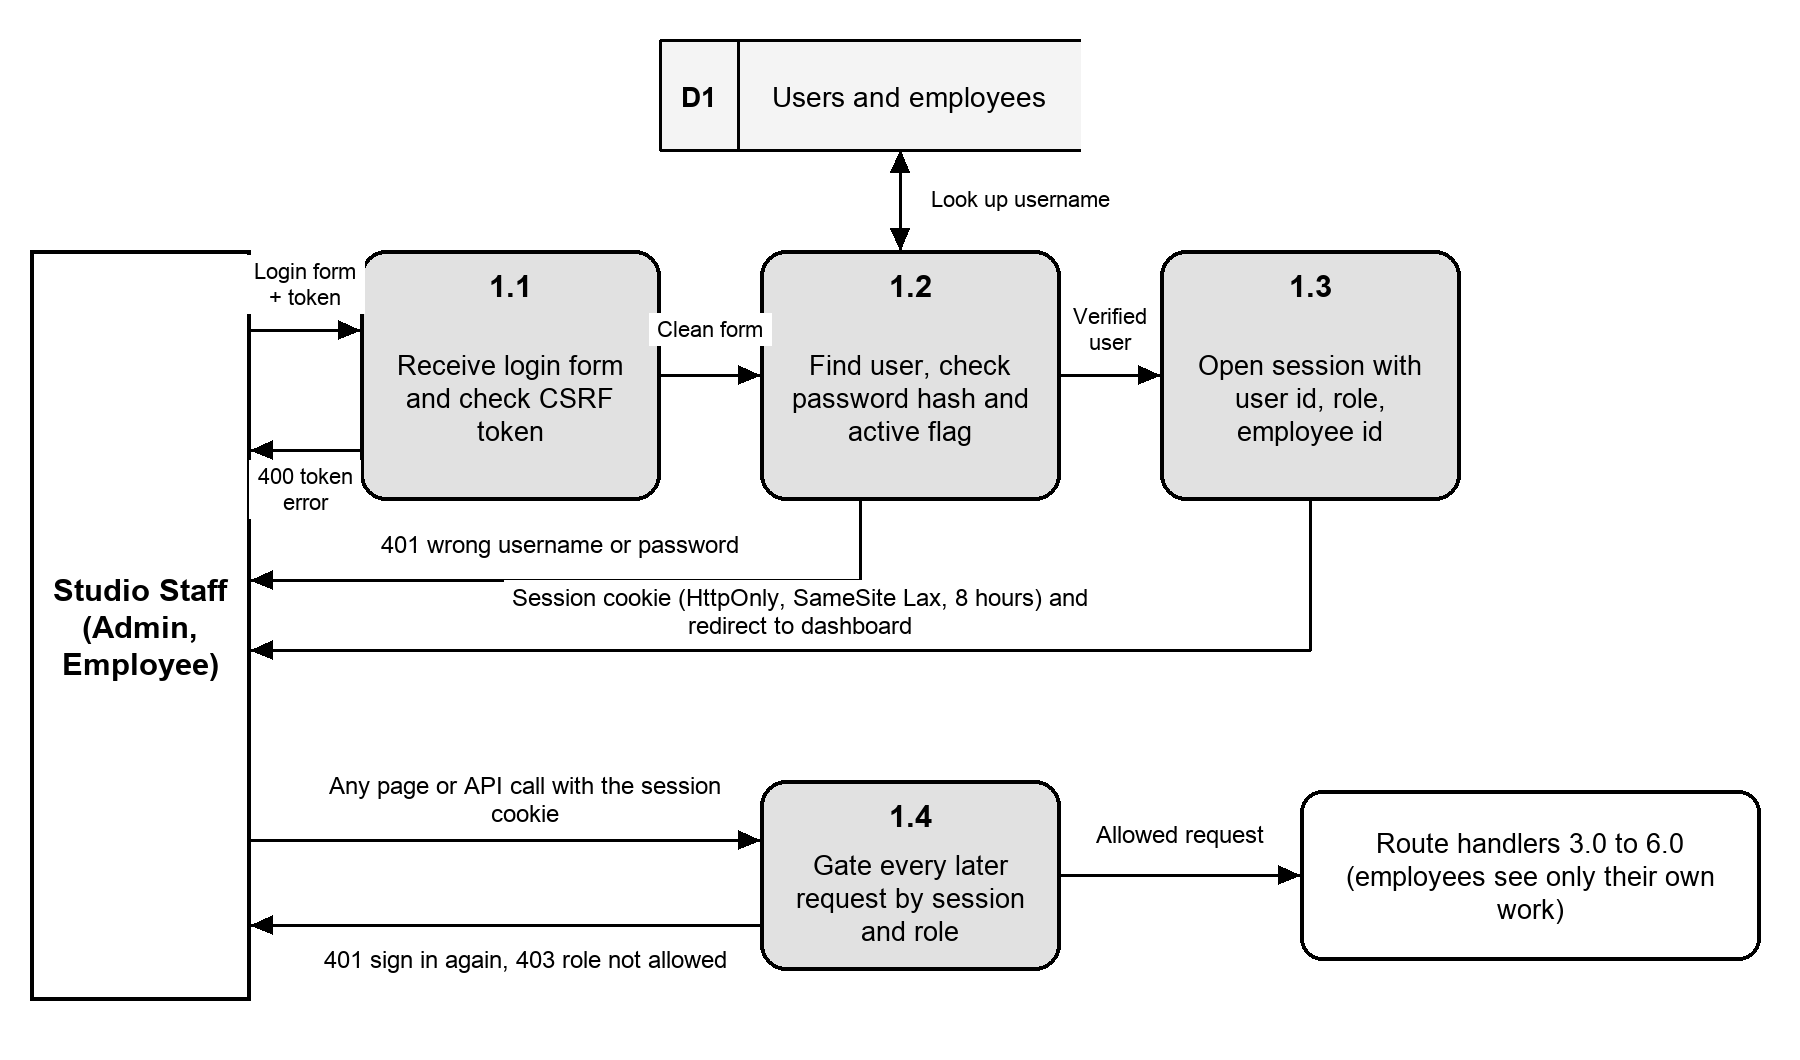 D1
Users and employees
Look up username
Login form
+ token
1.1
Receive login form
and check CSRF
token
Clean form
1.2
Find user, check
password hash and
active flag
Verified
user
1.3
Open session with
user id, role,
employee id
400 token
error
401 wrong username or password
Session cookie (HttpOnly, SameSite Lax, 8 hours) and
redirect to dashboard
Studio Staff
(Admin,
Employee)
Any page or API call with the session
cookie
1.4
Gate every later
request by session
and role
Allowed request
Route handlers 3.0 to 6.0
(employees see only their own
work)
401 sign in again, 403 role not allowed